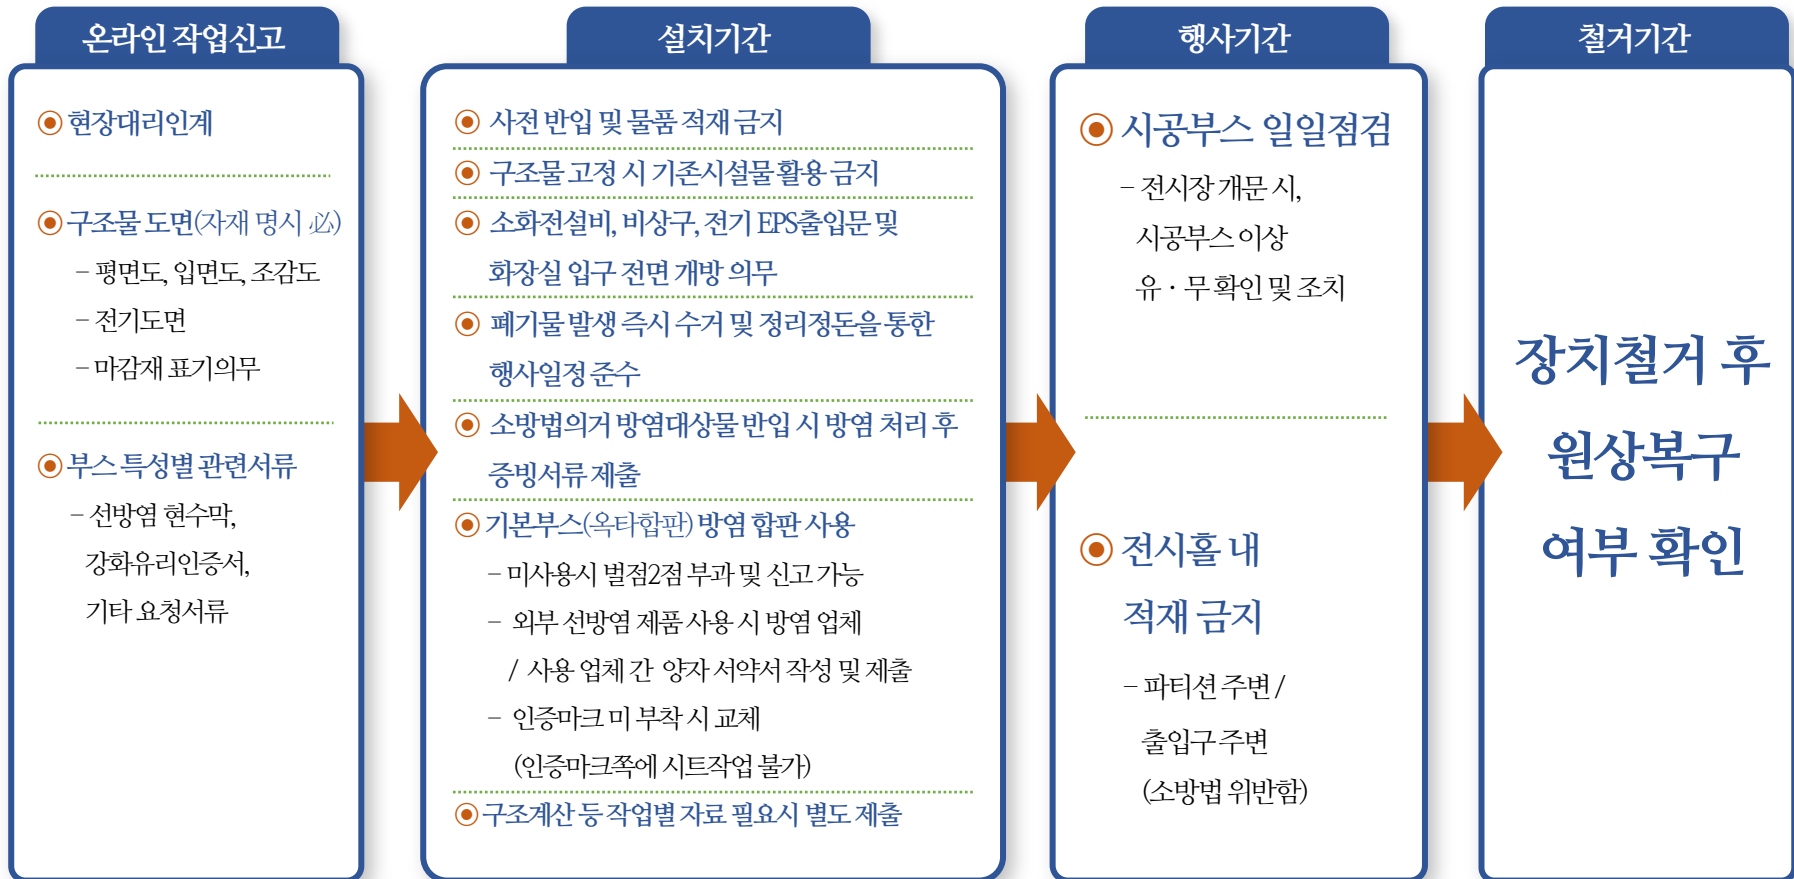 온라인 작업신고
현장대리인계
구조물 도면(자재 명시 必)
– 평면도, 입면도, 조감도
– 전기도면
– 마감재 표기의무
부스 특성별 관련서류
– 선방염 현수막,
강화유리인증서,
기타 요청서류
설치기간
사전 반입 및 물품 적재 금지
구조물 고정 시 기존시설물 활용 금지
소화전설비, 비상구, 전기 EPS출입문 및
화장실 입구 전면 개방 의무
폐기물 발생 즉시 수거 및 정리정돈을 통한
행사일정 준수
소방법의거 방염대상물 반입 시 방염 처리 후
증빙서류 제출
기본부스(옥타합판) 방염 합판 사용
– 미사용시 벌점2점 부과 및 신고 가능
– 외부 선방염 제품 사용 시 방염 업체
/ 사용 업체 간 양자 서약서 작성 및 제출
– 인증마크 미 부착 시 교체
(인증마크쪽에 시트작업 불가)
구조계산 등 작업별 자료 필요시 별도 제출
행사기간
시공부스 일일점검
– 전시장 개문 시,
시공부스 이상
유 · 무 확인 및 조치
전시홀 내
적재 금지
– 파티션 주변 /
출입구 주변
(소방법 위반함)
철거기간
장치철거 후
원상복구
여부 확인